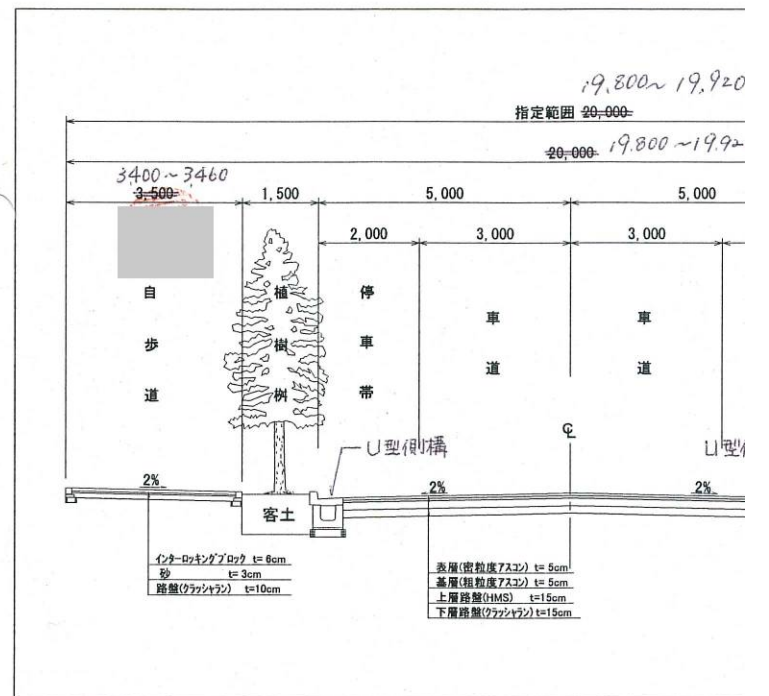 19,800~19,920
指定範囲 20,000
20,000 19,800~19,92
3400~3460
3,500 1,500 5,000 5,000
2,000 3,000 3,000
自歩道
植樹桝
停車帯
車道
車道
℄
U型側構
U型側
2% 2% 2%
客土
インターロッキングブロック t= 6cm
砂 t= 3cm
路盤(クラッシャラン) t=10cm
表層(密粒度アスコン) t= 5cm
基層(粗粒度アスコン) t= 5cm
上層路盤(HMS) t=15cm
下層路盤(クラッシャラン) t=15cm